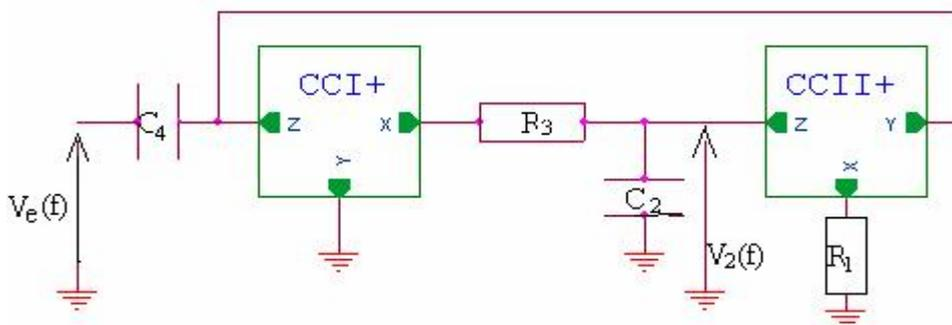 CCI+
CCII+
C4
Z
X
R3
Z
Y
Y
X
Ve(f)
C2
V2(f)
R1